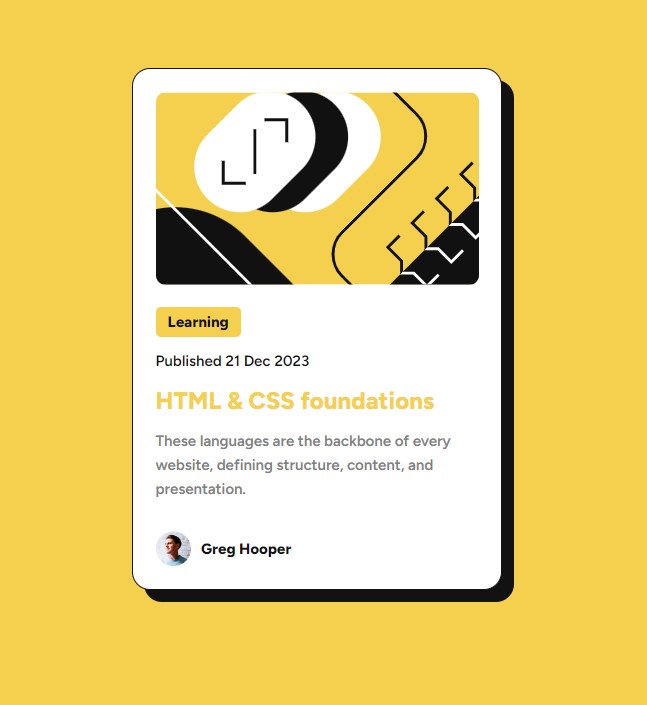 Learning
Published 21 Dec 2023
HTML & CSS foundations
These languages are the backbone of every
website, defining structure, content, and
presentation.
Greg Hooper